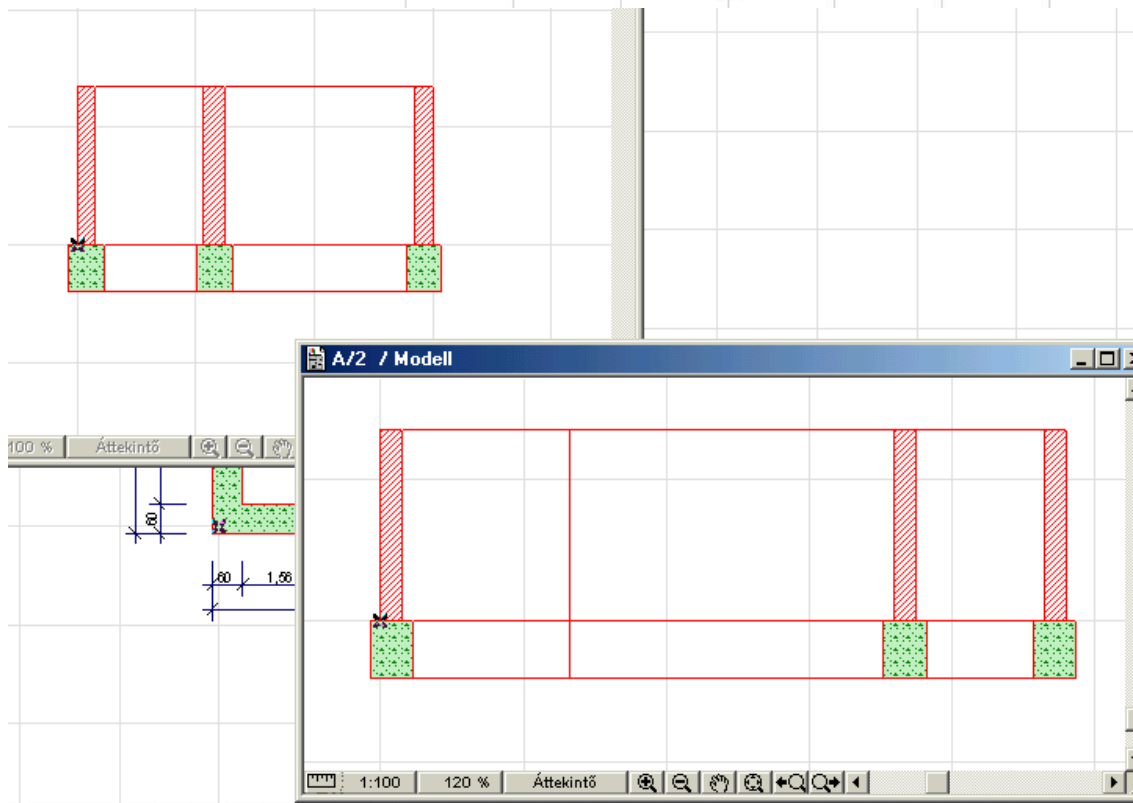 A/2 / Modell
100 % Áttekintő
.60
.60 1,56
1:100 120 % Áttekintő